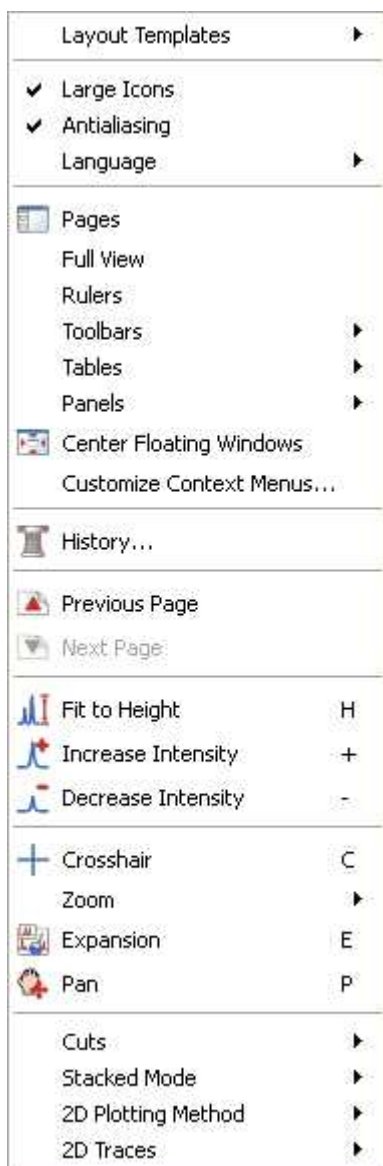 Layout Templates
Large Icons
Antialiasing
Language
Pages
Full View
Rulers
Toolbars
Tables
Panels
Center Floating Windows
Customize Context Menus...
History...
Previous Page
Next Page
Fit to Height H
Increase Intensity +
Decrease Intensity -
Crosshair C
Zoom
Expansion E
Pan P
Cuts
Stacked Mode
2D Plotting Method
2D Traces